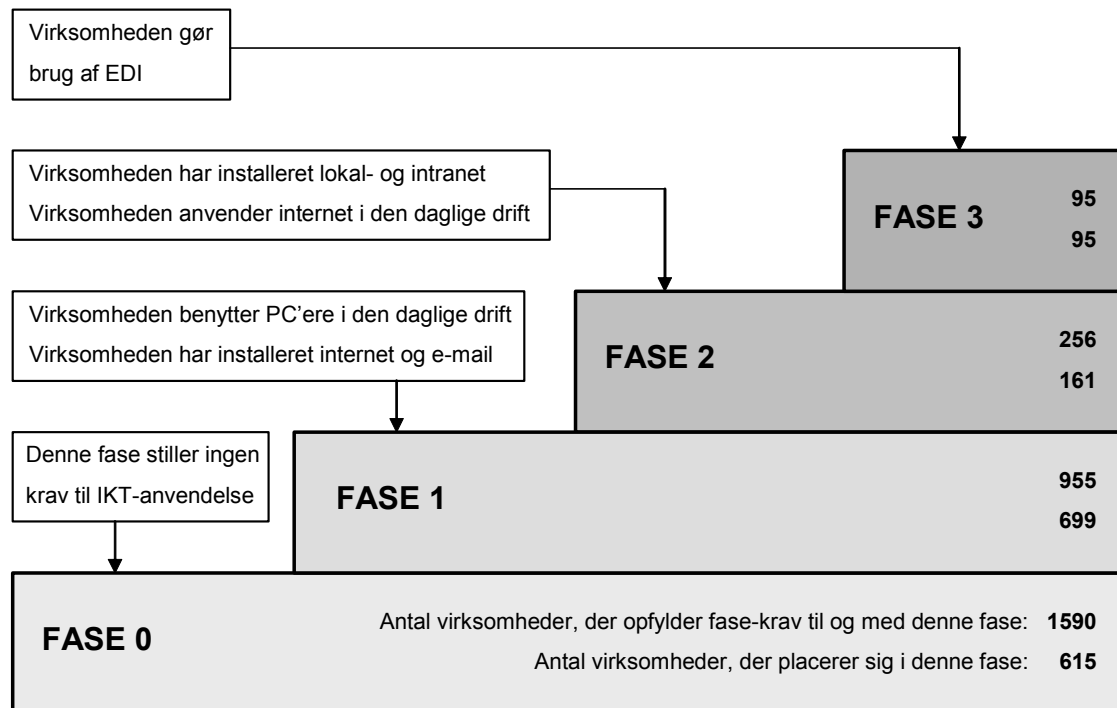 Virksomheden gør
brug af EDI
Virksomheden har installeret lokal- og intranet
Virksomheden anvender internet i den daglige drift
FASE 3
95
95
Virksomheden benytter PC’ere i den daglige drift
Virksomheden har installeret internet og e-mail
FASE 2
256
161
Denne fase stiller ingen
krav til IKT-anvendelse
FASE 1
955
699
FASE 0
Antal virksomheder, der opfylder fase-krav til og med denne fase: 1590
Antal virksomheder, der placerer sig i denne fase: 615